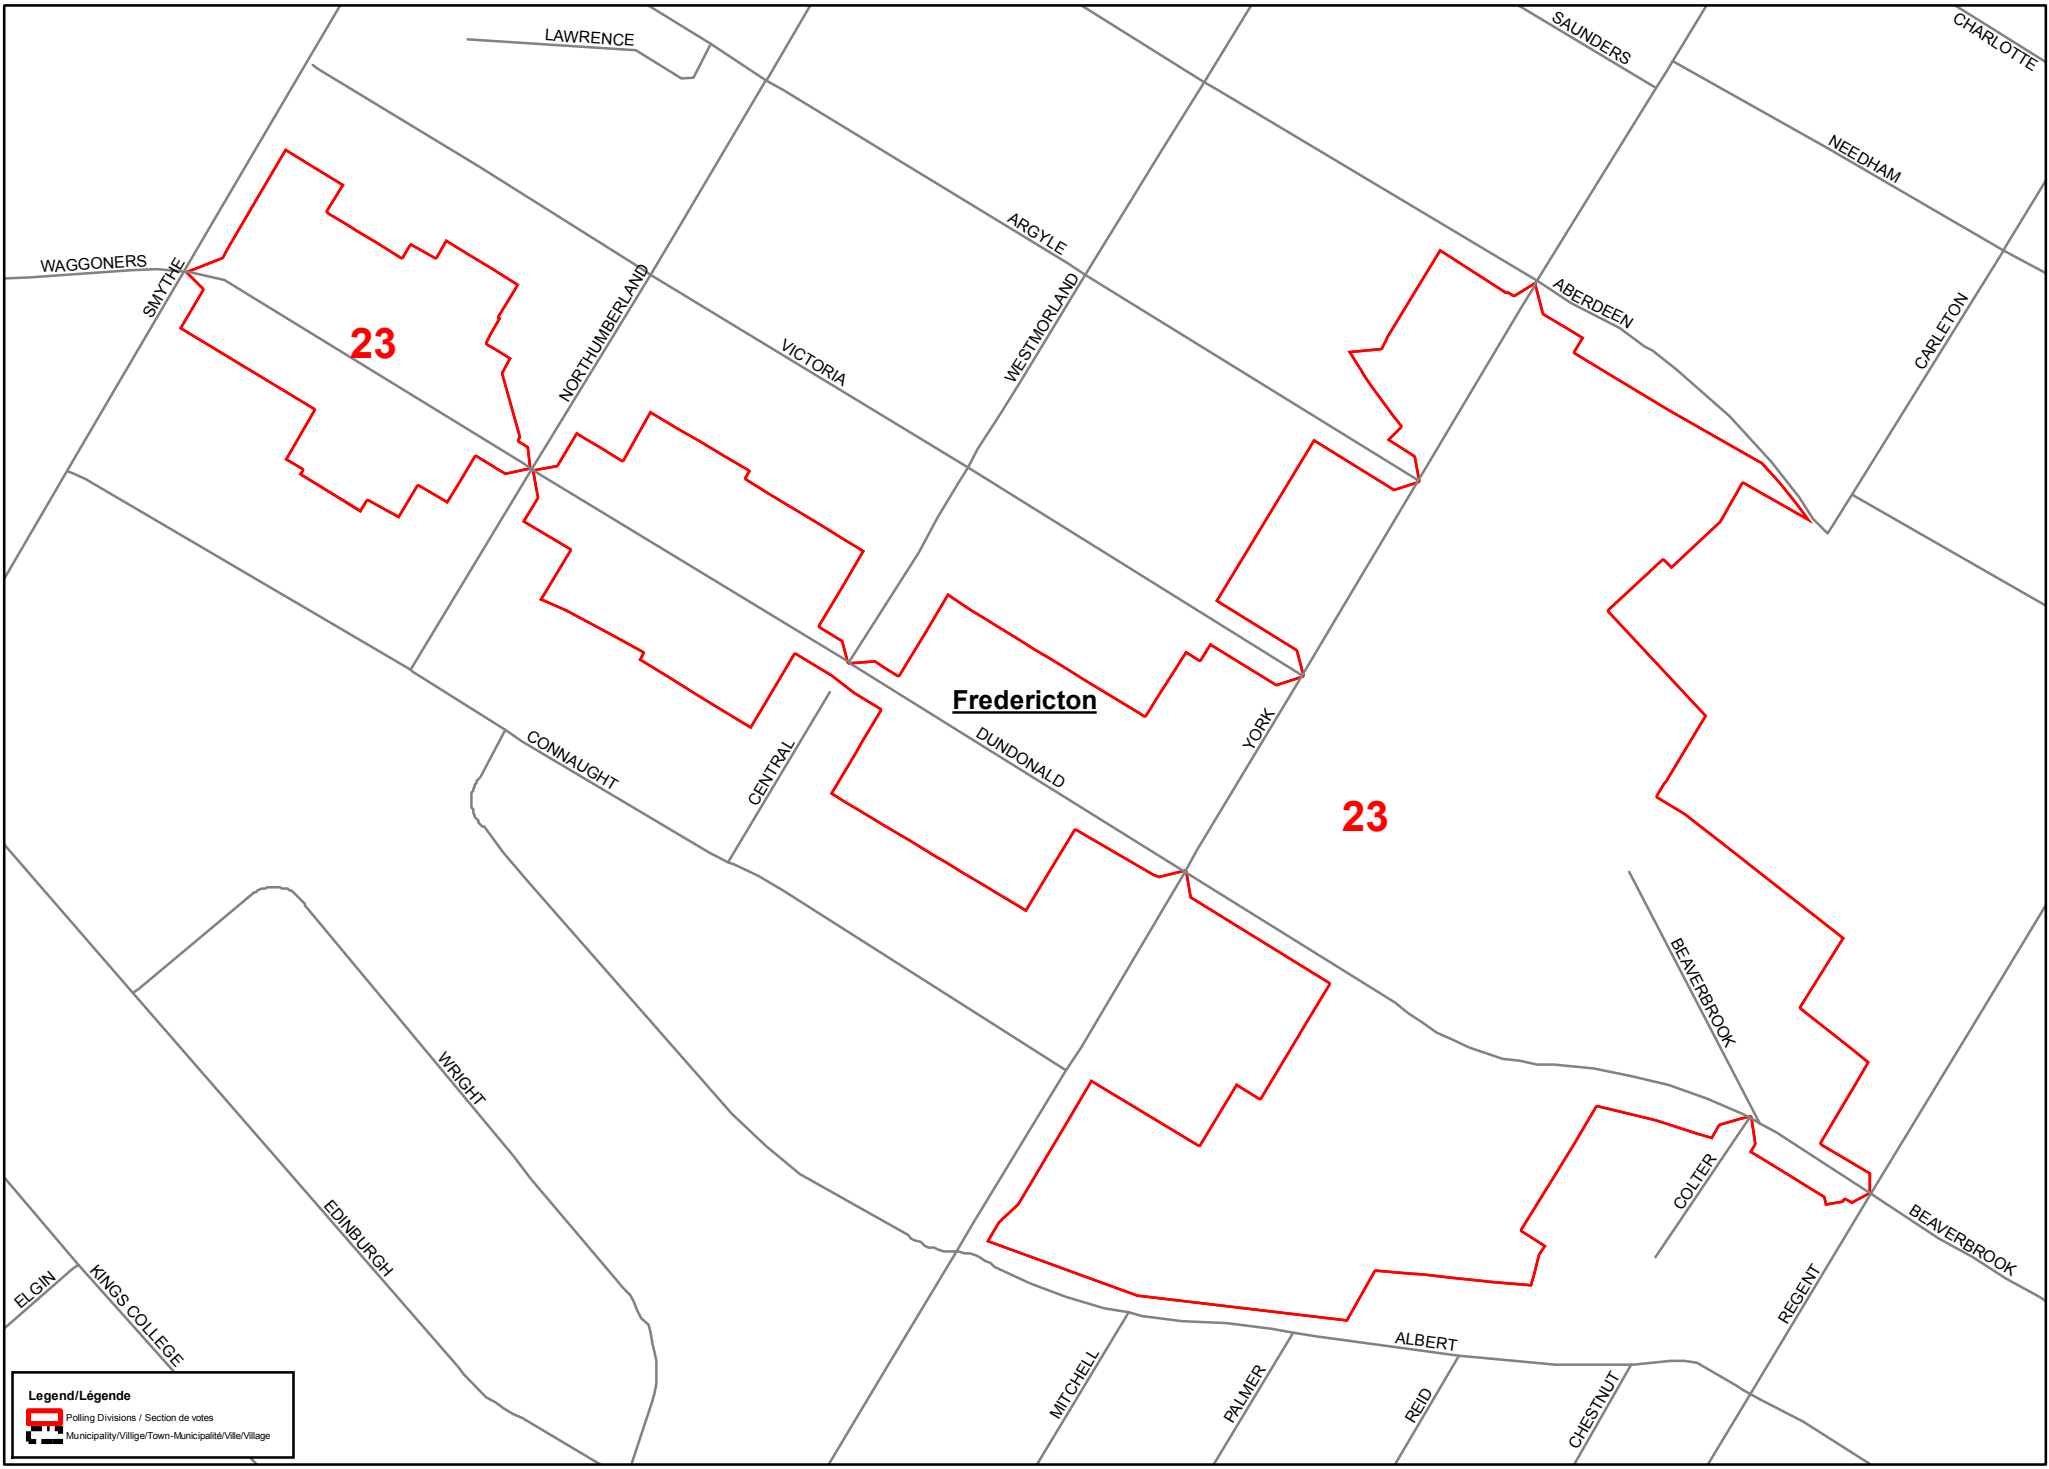 LAWRENCE
SAUNDERS
CHARLOTTE
NEEDHAM
ARGYLE
WAGGONERS
SMYTHE
NORTHUMBERLAND
WESTMORLAND
ABERDEEN
CARLETON
23
VICTORIA
Fredericton
CONNAUGHT
CENTRAL
DUNDONALD
YORK
23
BEAVERBROOK
WRIGHT
EDINBURGH
COLTER
BEAVERBROOK
REGENT
ELGIN
KINGS COLLEGE
ALBERT
MITCHELL
PALMER
REID
CHESTNUT
Legend/Légende
Polling Divisions / Section de votes
Municipality/Villige/Town-Municipalité/Ville/Village